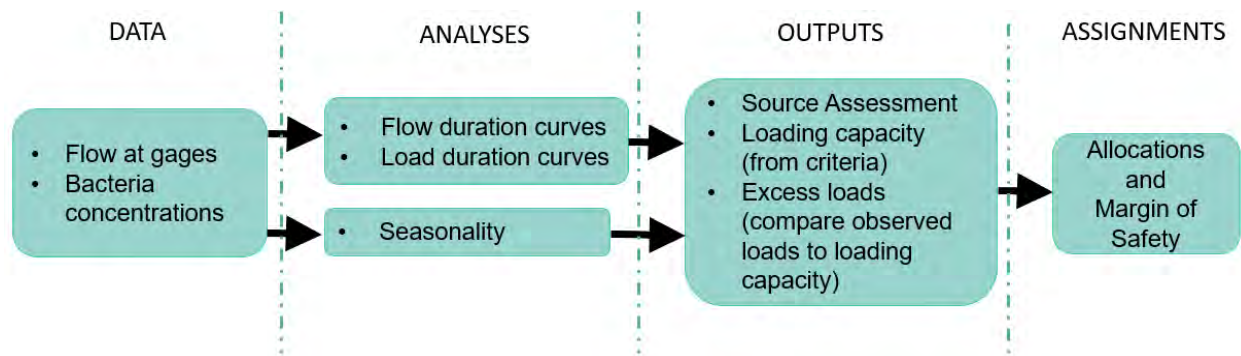 DATA
ANALYSES
OUTPUTS
ASSIGNMENTS
• Flow at gages
• Bacteria
concentrations
• Flow duration curves
• Load duration curves
• Seasonality
• Source Assessment
• Loading capacity
(from criteria)
• Excess loads
(compare observed
loads to loading
capacity)
Allocations
and
Margin of
Safety